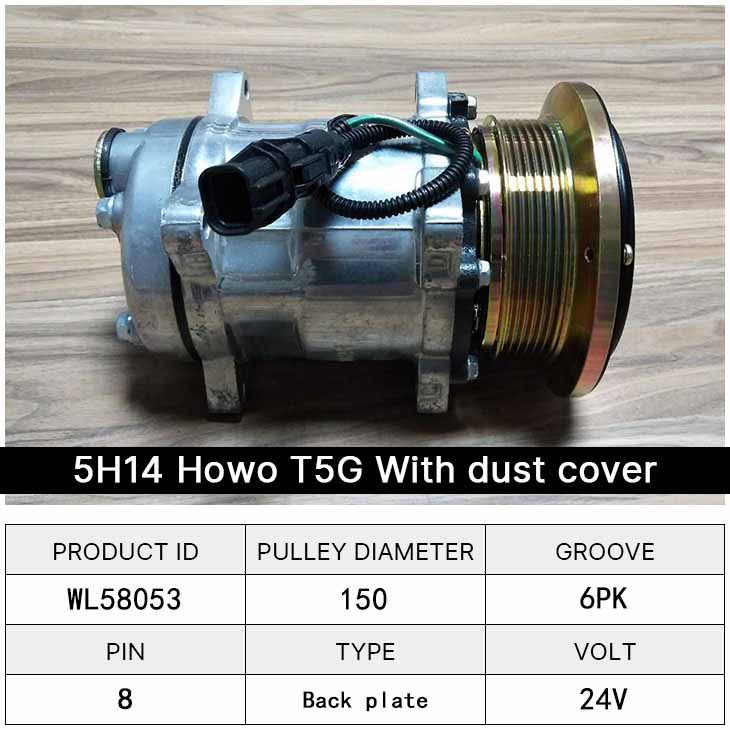 5H14 Howo T5G With dust cover
PRODUCT ID PULLEY DIAMETER GROOVE
WL58053 150 6PK
PIN TYPE VOLT
8 Back plate 24V